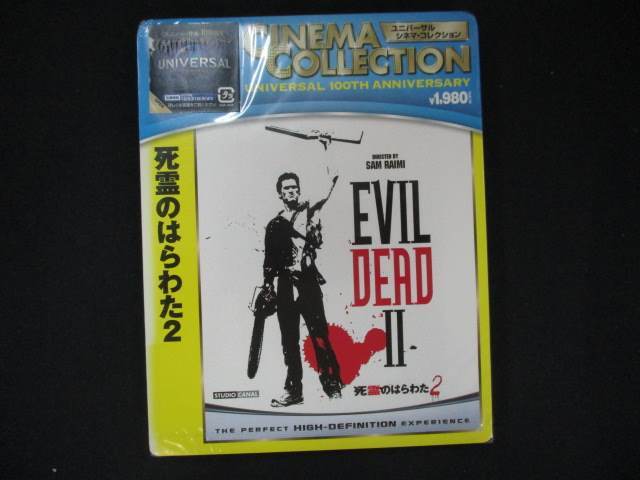 UNIVERSAL
CINEMA
COLLECTION
ユニバーサル
シネマ・コレクション
UNIVERSAL 100TH ANNIVERSARY
¥1,980
死霊のはらわた2
DIRECTED BY
SAM RAIMI
EVIL
DEAD
II
死霊のはらわた2
STUDIO CANAL
THE PERFECT HIGH-DEFINITION EXPERIENCE